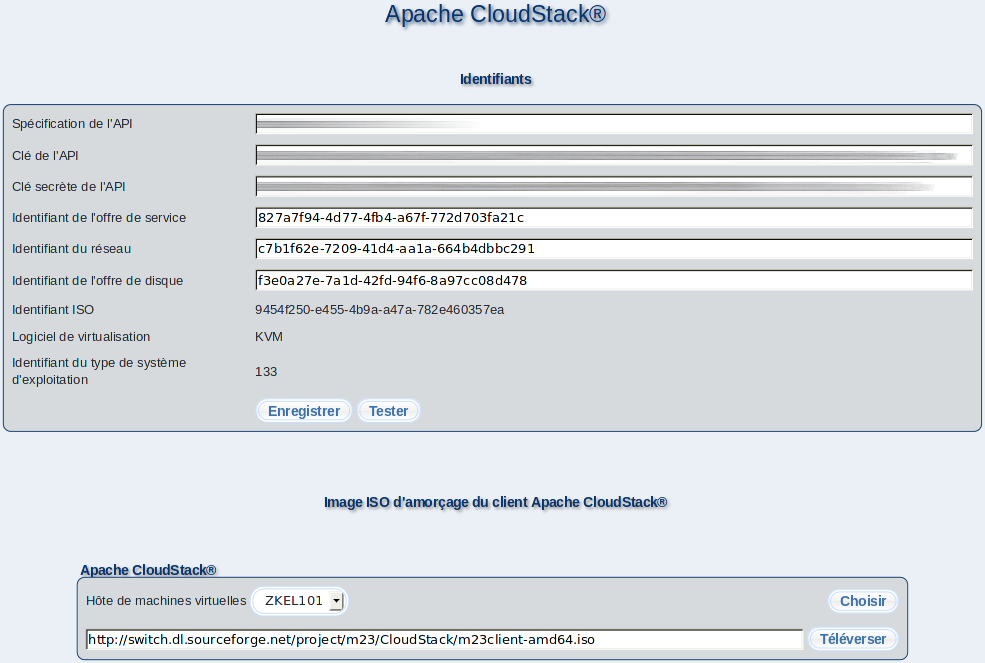 Apache CloudStack®
Identifiants
Spécification de l'API
Clé de l'API
Clé secrète de l'API
Identifiant de l'offre de service 827a7f94-4d77-4fb4-a67f-772d703fa21c
Identifiant du réseau c7b1f62e-7209-41d4-aa1a-664b4dbbc291
Identifiant de l'offre de disque f3e0a27e-7a1d-42fd-94f6-8a97cc08d478
Identifiant ISO 9454f250-e455-4b9a-a47a-782e460357ea
Logiciel de virtualisation KVM
Identifiant du type de système
d'exploitation 133
Enregistrer Tester
Image ISO d'amorçage du client Apache CloudStack®
Apache CloudStack®
Hôte de machines virtuelles ZKEL101 Choisir
http://switch.dl.sourceforge.net/project/m23/CloudStack/m23client-amd64.iso Téléverser